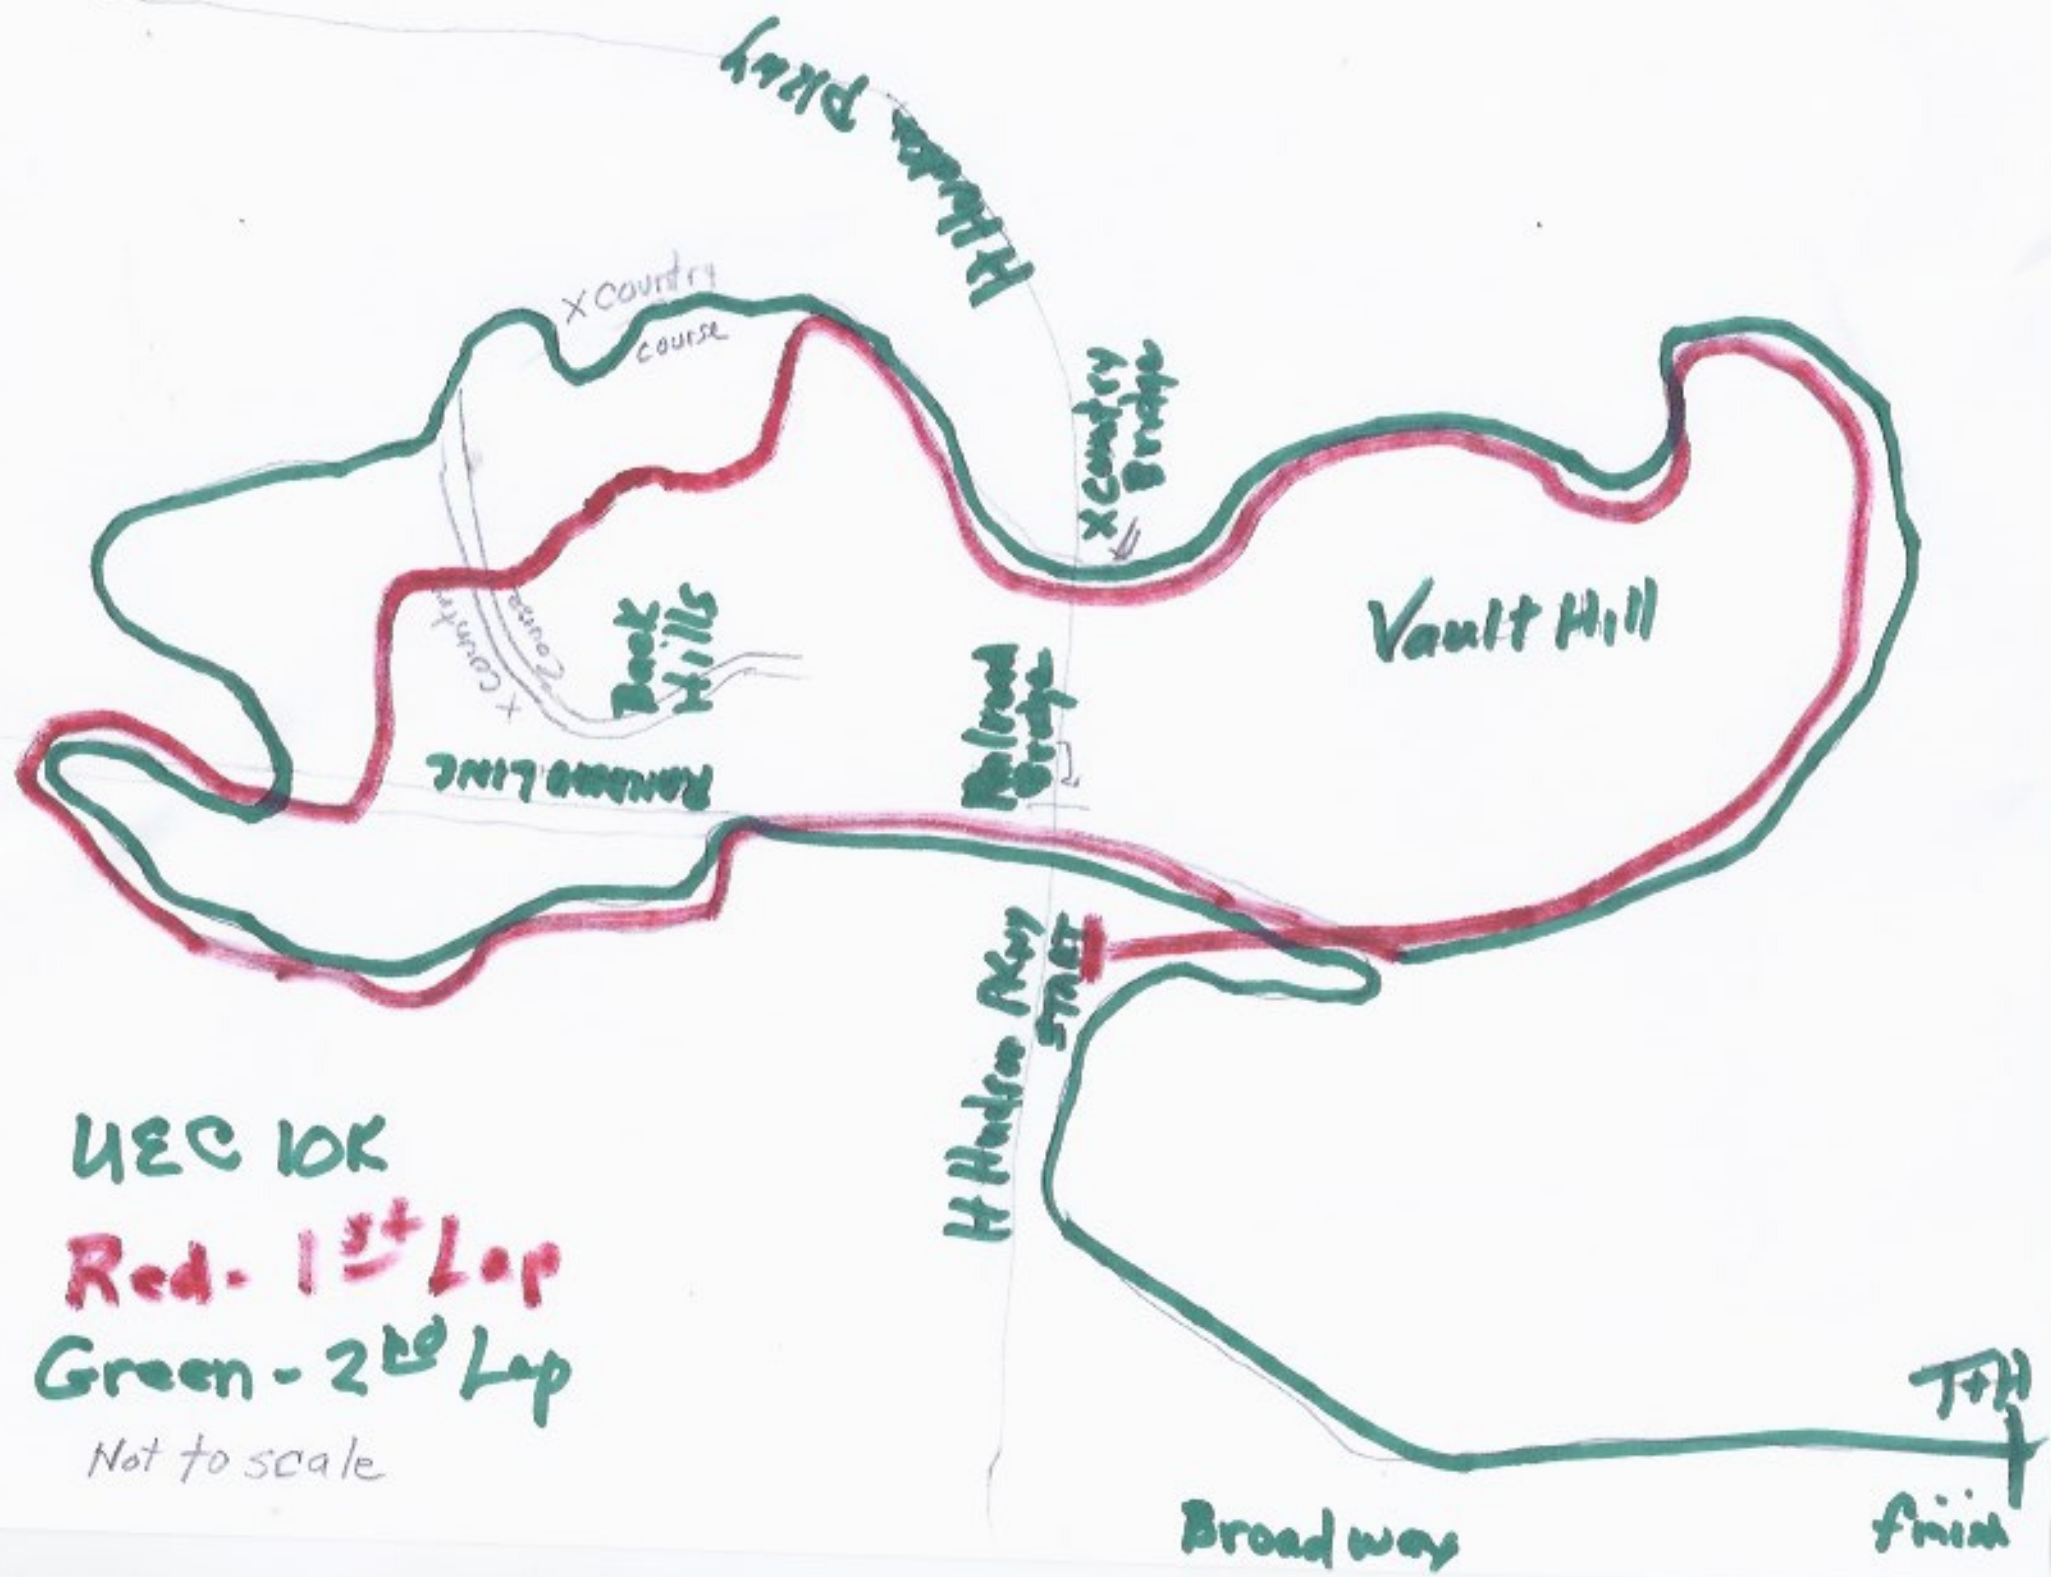 H Hudson Pkwy
X Country
course
X Country
Bridge
Vault Hill
X Country
Course
Back
Hills
Railroad
Bridge
RAILROAD LINE
START
H Hudson Pkwy
UEC 10K
Red - 1st Lap
Green - 2nd Lap
Not to scale
T+H
finish
Broadway